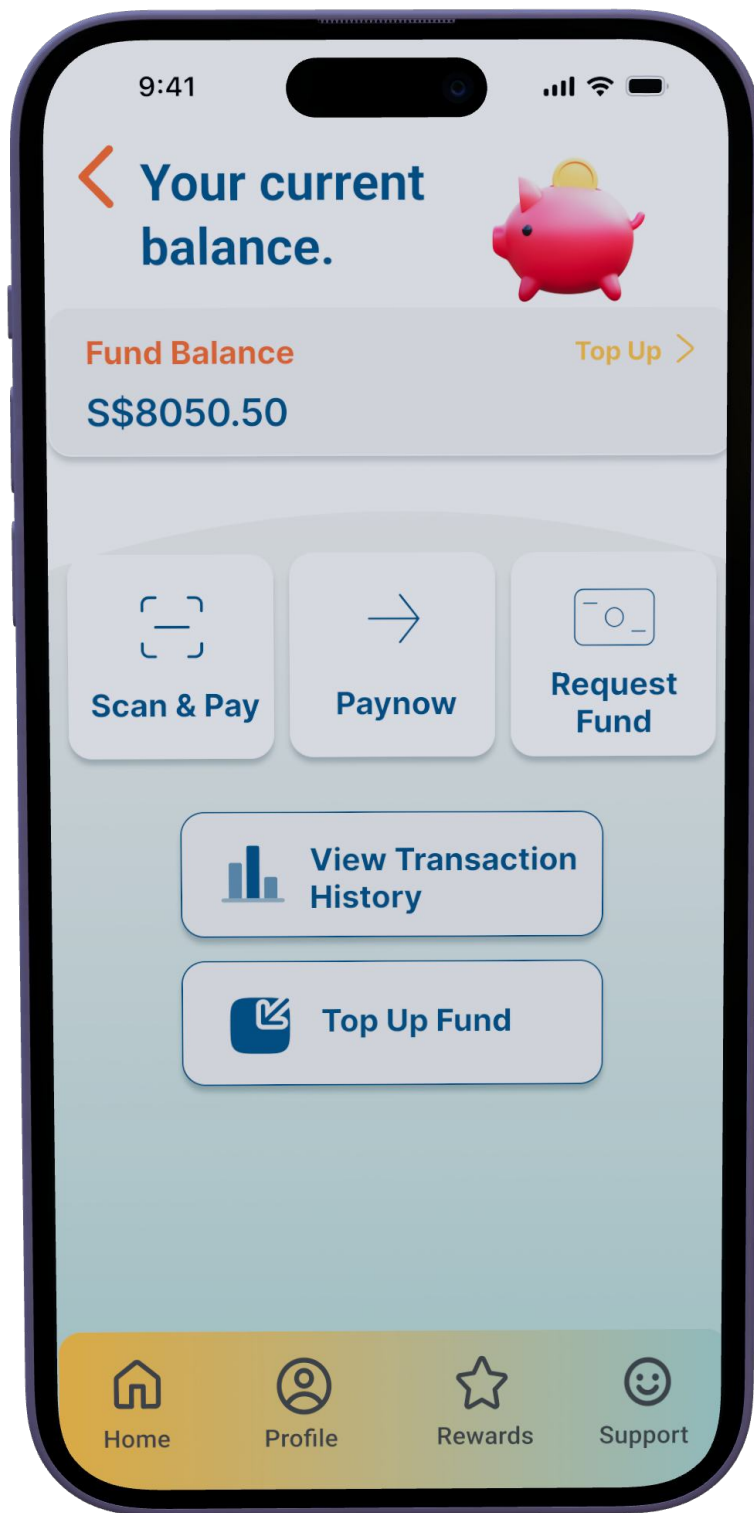 9:41
Your current
balance.
Fund Balance
Top Up
S$8050.50
Scan & Pay
Paynow
Request
Fund
View Transaction
History
Top Up Fund
Home
Profile
Rewards
Support